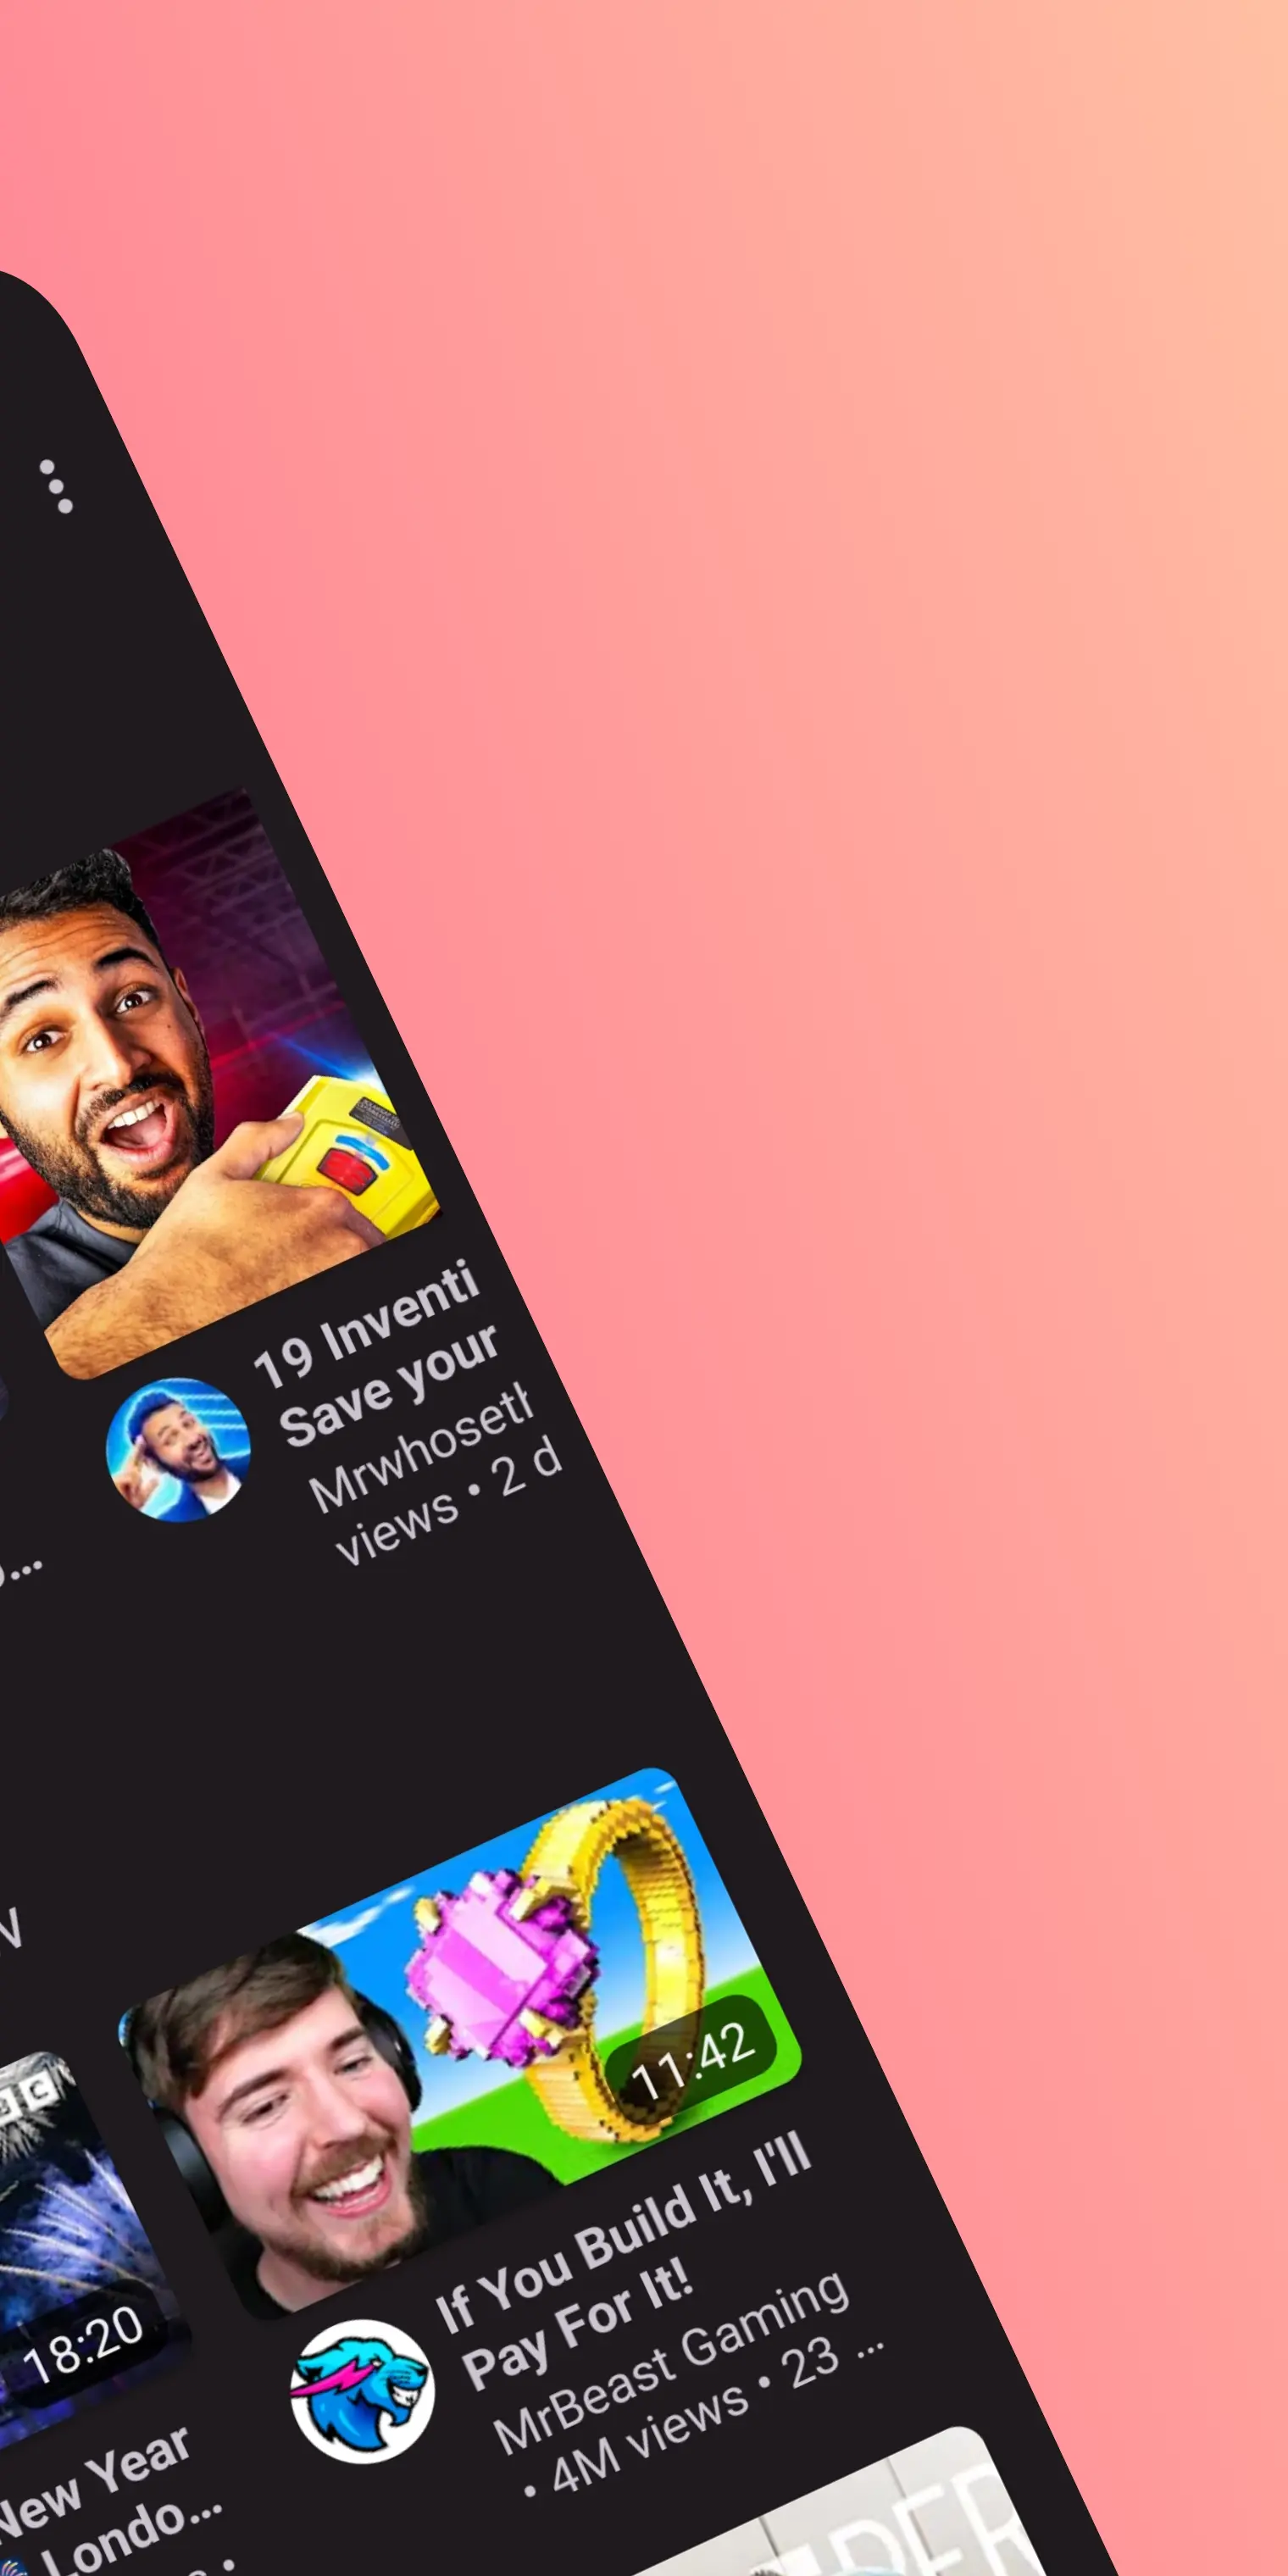 19 Inventi
Save your
Mrwhoseth
views • 2 d
11:42
If You Build It, I'll
Pay For It!
MrBeast Gaming
• 4M views • 23 ...
18:20
New Year
Londo...